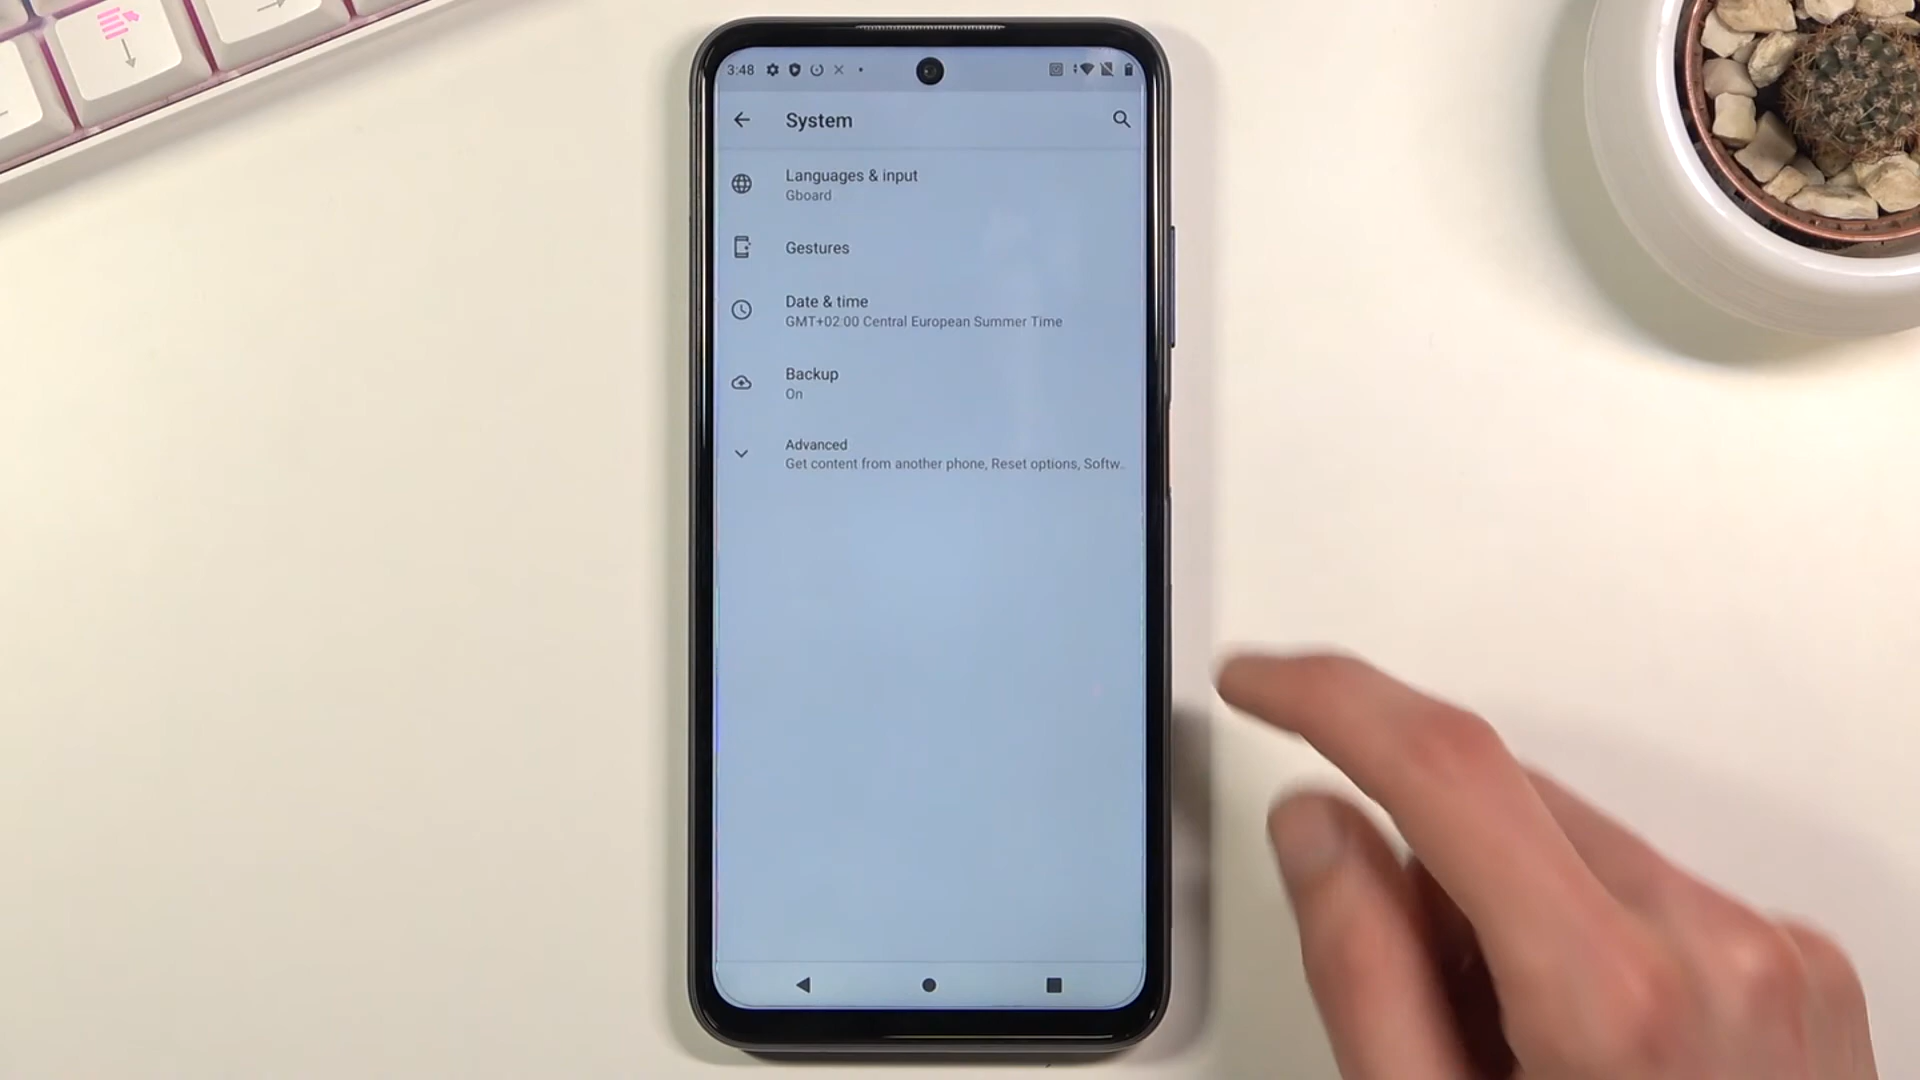 3:48
System
Languages & input
Gboard
Gestures
Date & time
GMT+02:00 Central European Summer Time
Backup
On
Advanced
Get content from another phone, Reset options, Softw..